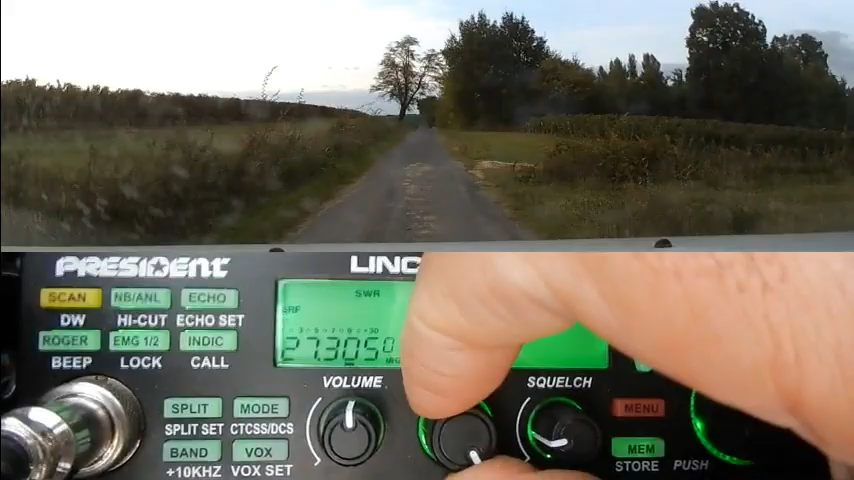 PRESIDENT LINC
SCAN NB/ANL ECHO SWR
DW HI-CUT ECHO SET
BEEP EMG 1/2 INDIC
ROGER LOCK CALL
27.305
VOLUME SQUELCH
SPLIT MODE MENU
SPLIT SET CTCSS/DCS
BAND VOX MEM
+10KHZ VOX SET STORE PUSH